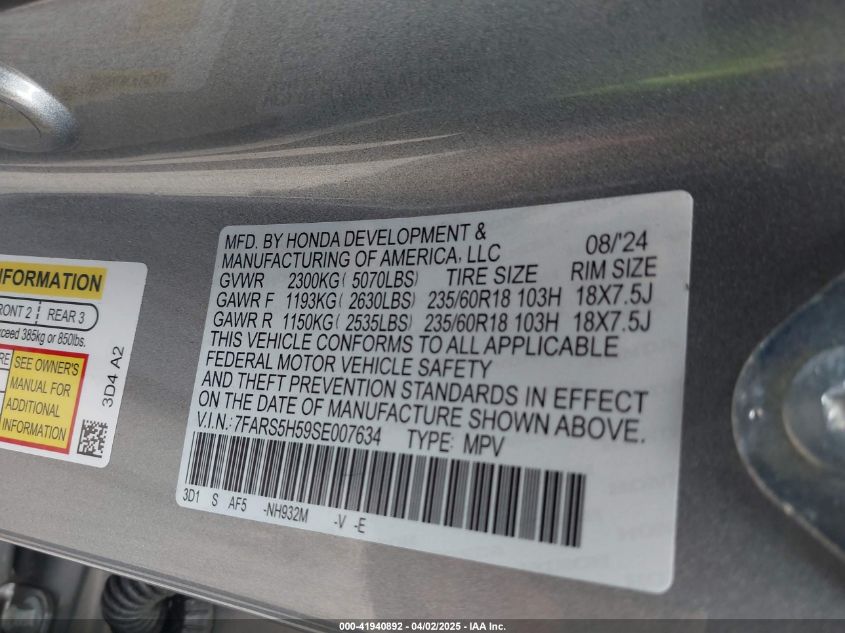 MFD. BY HONDA DEVELOPMENT &
MANUFACTURING OF AMERICA, LLC 08/'24
GVWR 2300KG( 5070LBS) TIRE SIZE RIM SIZE
GAWR F 1193KG( 2630LBS) 235/60R18 103H 18X7.5J
GAWR R 1150KG( 2535LBS) 235/60R18 103H 18X7.5J
THIS VEHICLE CONFORMS TO ALL APPLICABLE
FEDERAL MOTOR VEHICLE SAFETY
AND THEFT PREVENTION STANDARDS IN EFFECT
ON THE DATE OF MANUFACTURE SHOWN ABOVE.
V.I.N.: 7FARS5H59SE007634 TYPE: MPV
3D1 S AF5 -NH932M -V -E
NFORMATION
RONT 2 REAR 3
xceed 385kg or 850lbs.
RE
SEE OWNER'S
MANUAL FOR
ADDITIONAL
INFORMATION
3D4 A2
000-41940892 - 04/02/2025 - IAA Inc.